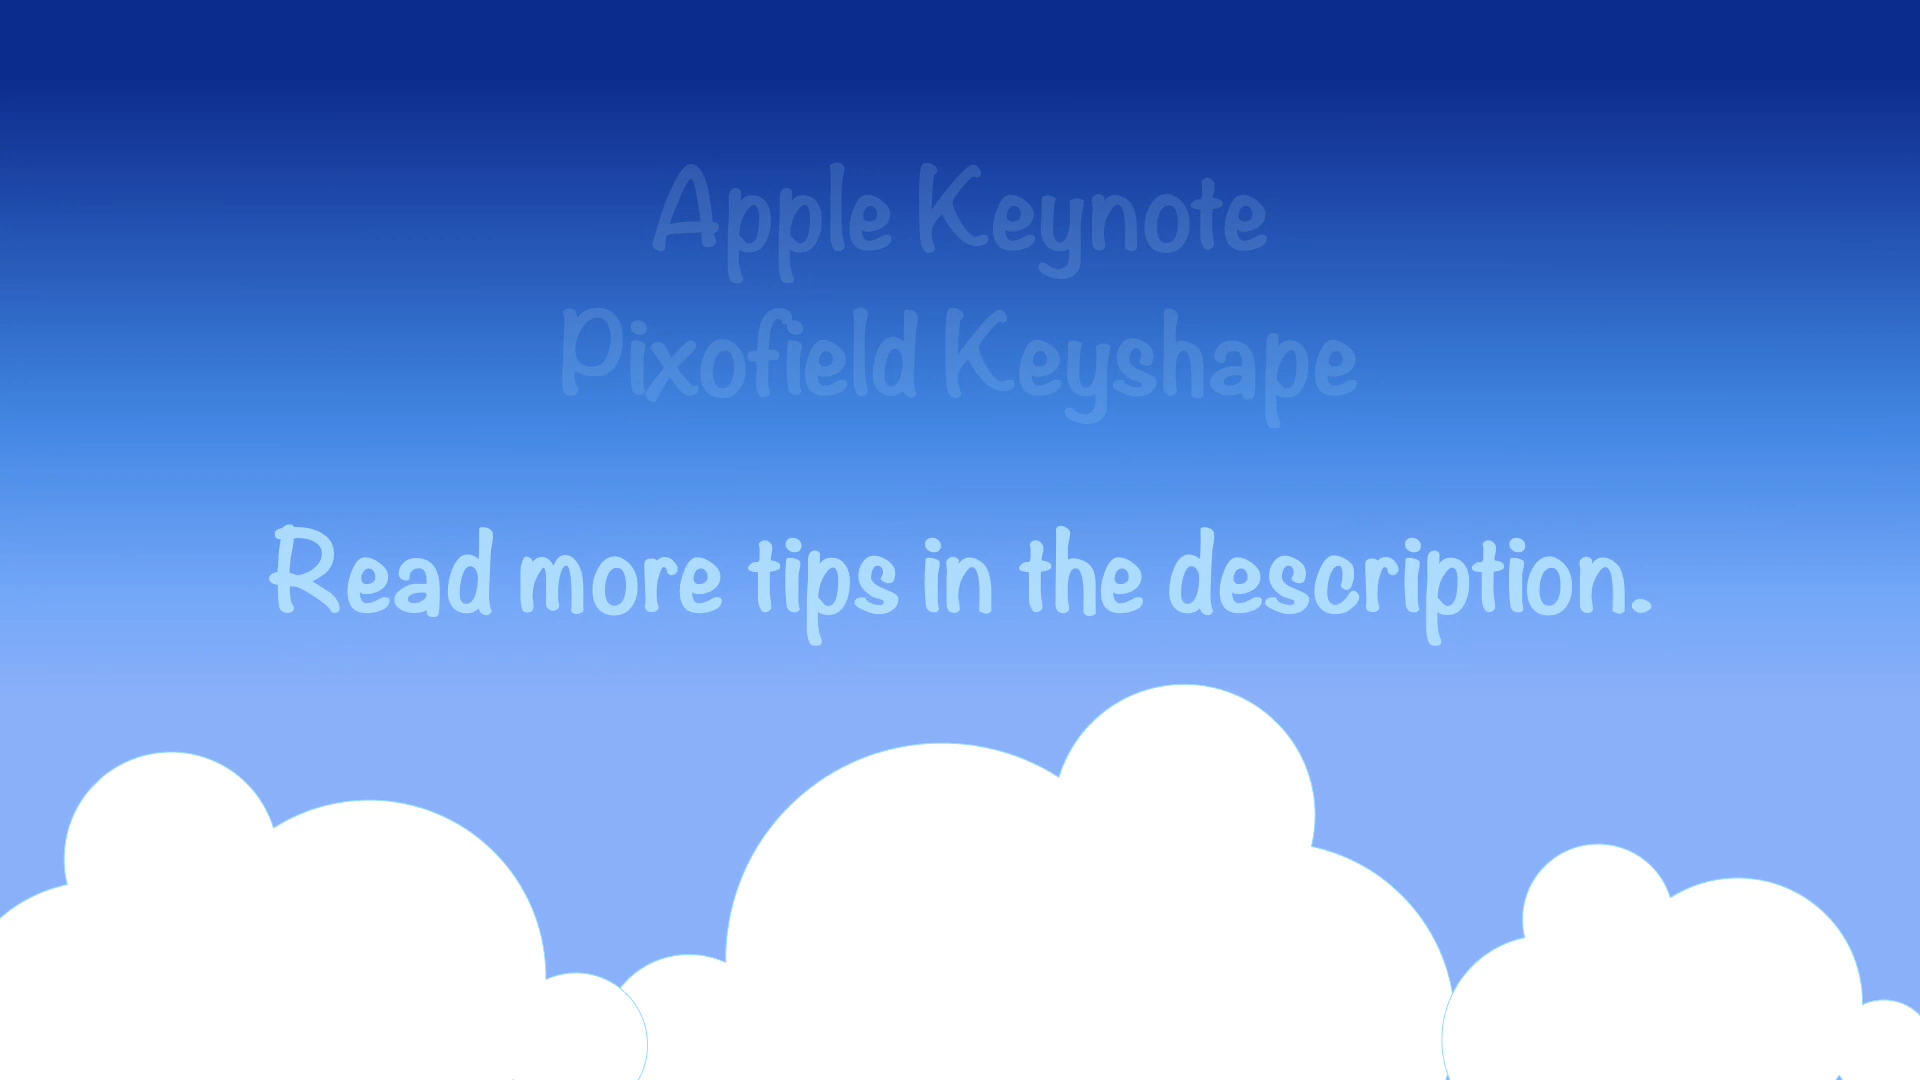 Apple Keynote
Pixofield Keyshape
Read more tips in the description.